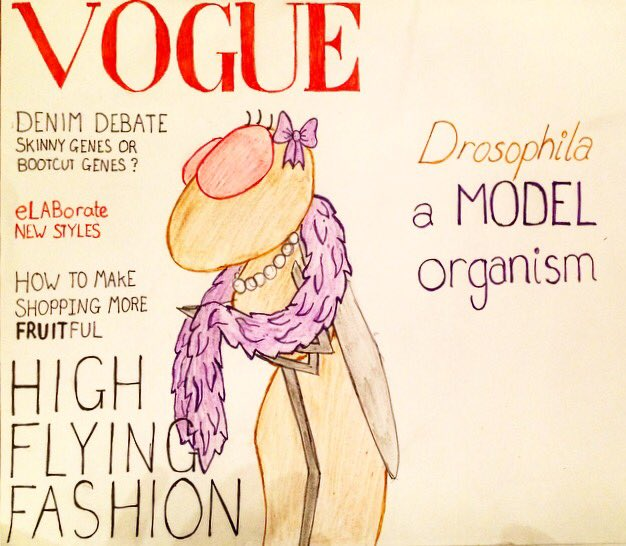 VOGUE
DENIM DEBATE
SKINNY GENES OR
BOOTCUT GENES?
eLABorate
NEW STYLES
HOW TO MAKE
SHOPPING MORE
FRUITFUL
HIGH
FLYING
FASHION
Drosophila
a MODEL
organism